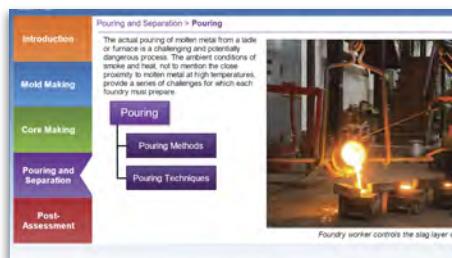 Introduction
Mold Making
Core Making
Pouring and
Separation
Post-
Assessment
Pouring and Separation > Pouring
The actual pouring of molten metal from a ladle
or furnace is a challenging and potentially
dangerous process. The ambient conditions of
smoke and heat, not to mention the close
proximity to molten metal at high temperatures,
provide a series of challenges for which each
foundry must prepare.
Pouring
Pouring Methods
Pouring Techniques
Foundry worker controls the slag layer